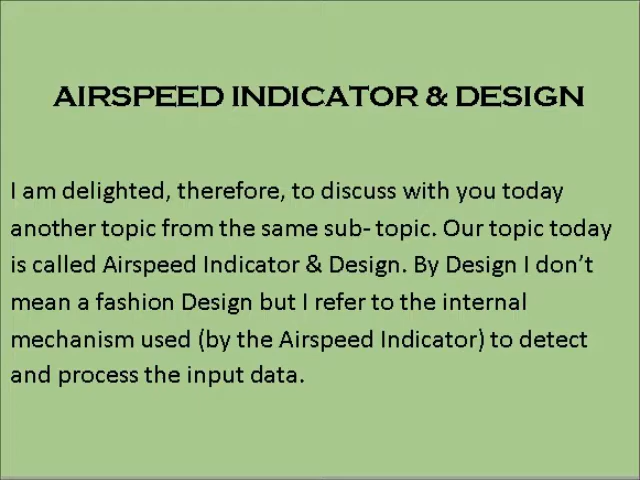 AIRSPEED INDICATOR & DESIGN
I am delighted, therefore, to discuss with you today
another topic from the same sub- topic. Our topic today
is called Airspeed Indicator & Design. By Design I don’t
mean a fashion Design but I refer to the internal
mechanism used (by the Airspeed Indicator) to detect
and process the input data.